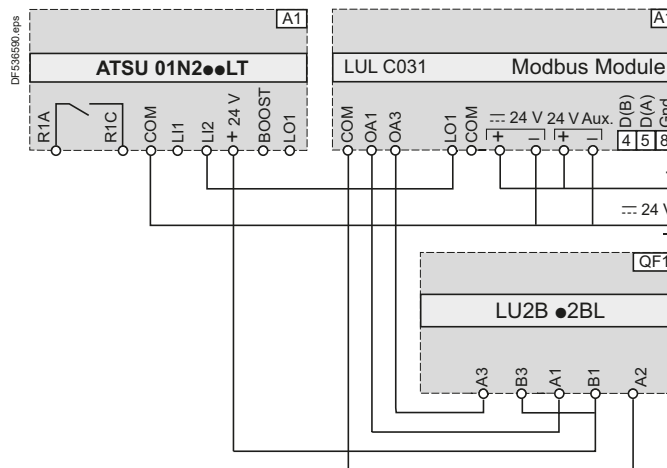 DF536590.eps
A1
ATSU 01N2●●LT
R1A
R1C
COM
LI1
LI2
+ 24 V
BOOST
LO1
LUL C031
Modbus Module
COM
OA1
OA3
LO1
COM
24 V
24 V Aux.
+
–
+
–
D(B)
D(A)
Gnd
4
5
8
24 V
QF1
LU2B ●2BL
A3
B3
A1
B1
A2